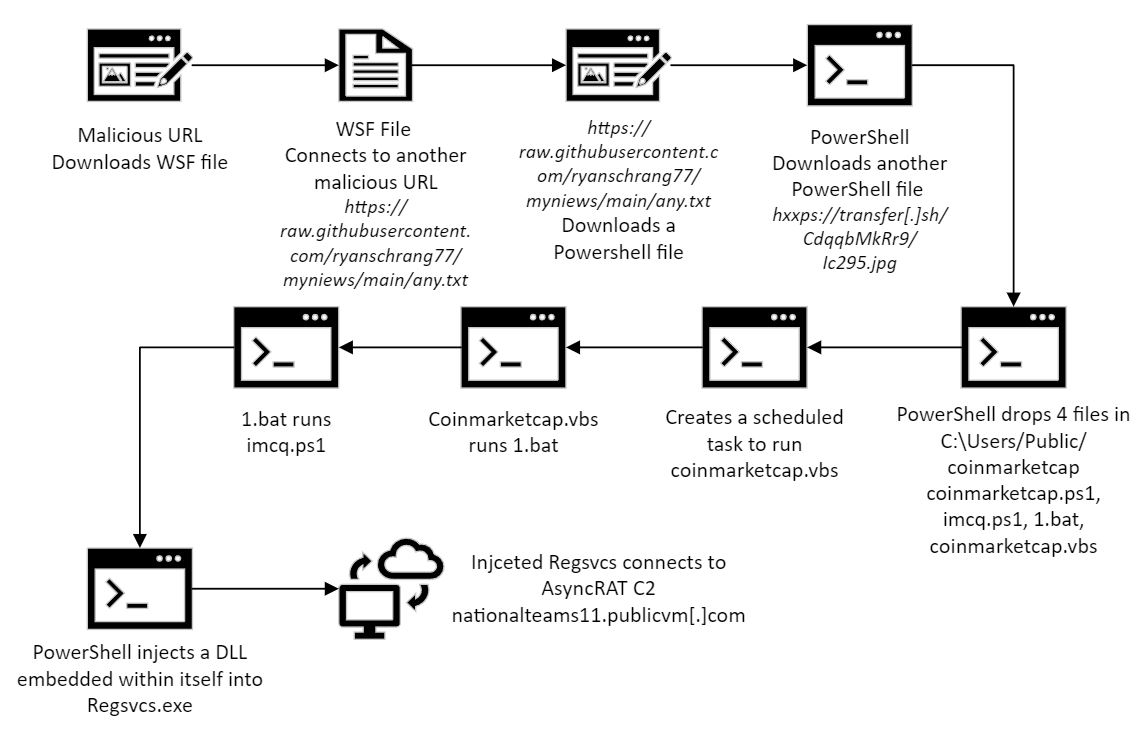 Malicious URL
Downloads WSF file
WSF File
Connects to another
malicious URL
https://
raw.githubusercontent.
com/ryanschrang77/
myniews/main/any.txt
https://
raw.githubusercontent.c
om/ryanschrang77/
myniews/main/any.txt
Downloads a
Powershell file
PowerShell
Downloads another
PowerShell file
hxxps://transfer[.]sh/
CdqqbMkRr9/
lc295.jpg
PowerShell drops 4 files in
C:\Users/Public/
coinmarketcap
coinmarketcap.ps1,
imcq.ps1, 1.bat,
coinmarketcap.vbs
Creates a scheduled
task to run
coinmarketcap.vbs
Coinmarketcap.vbs
runs 1.bat
1.bat runs
imcq.ps1
PowerShell injects a DLL
embedded within itself into
Regsvcs.exe
Injceted Regsvcs connects to
AsyncRAT C2
nationalteams11.publicvm[.]com